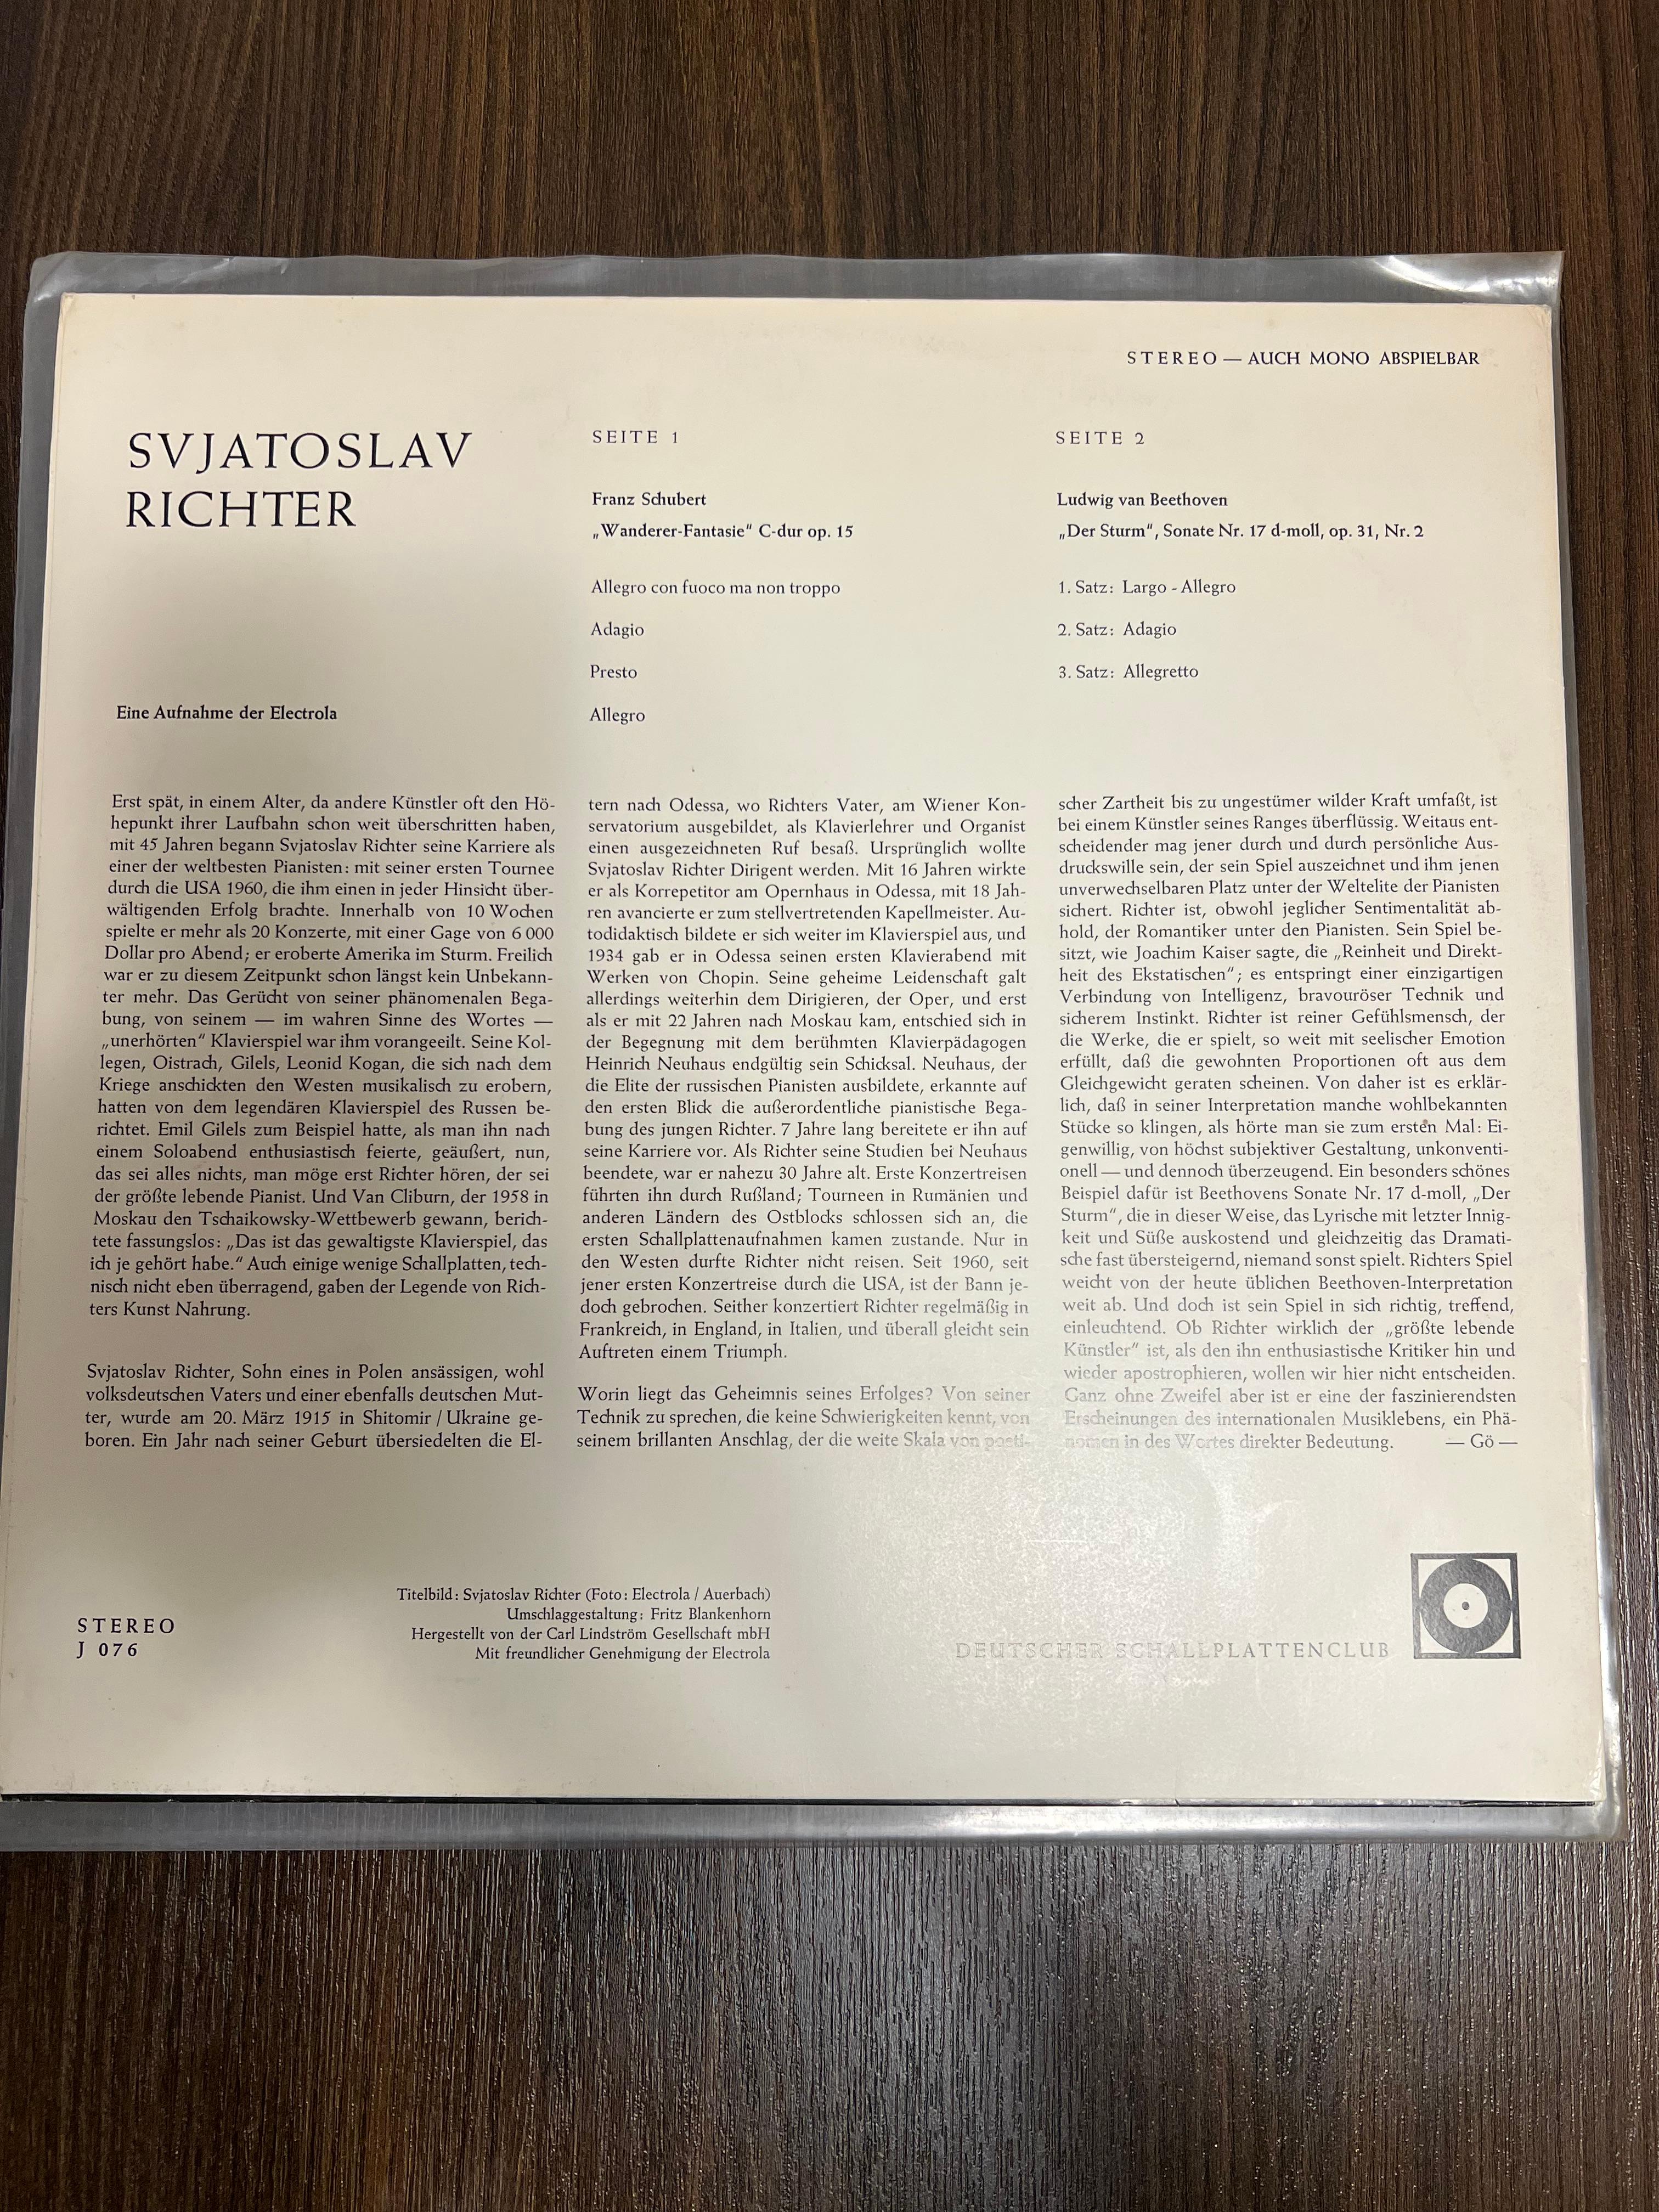 STEREO — AUCH MONO ABSPIELBAR
SVJATOSLAV
RICHTER
Eine Aufnahme der Electrola
SEITE 1
Franz Schubert
„Wanderer-Fantasie“ C-dur op. 15
Allegro con fuoco ma non troppo
Adagio
Presto
Allegro
SEITE 2
Ludwig van Beethoven
„Der Sturm“, Sonate Nr. 17 d-moll, op. 31, Nr. 2
1. Satz: Largo - Allegro
2. Satz: Adagio
3. Satz: Allegretto
Erst spät, in einem Alter, da andere Künstler oft den Hö-
hepunkt ihrer Laufbahn schon weit überschritten haben,
mit 45 Jahren begann Svjatoslav Richter seine Karriere als
einer der weltbesten Pianisten: mit seiner ersten Tournee
durch die USA 1960, die ihm einen in jeder Hinsicht über-
wältigenden Erfolg brachte. Innerhalb von 10 Wochen
spielte er mehr als 20 Konzerte, mit einer Gage von 6 000
Dollar pro Abend; er eroberte Amerika im Sturm. Freilich
war er zu diesem Zeitpunkt schon längst kein Unbekann-
ter mehr. Das Gerücht von seiner phänomenalen Bega-
bung, von seinem — im wahren Sinne des Wortes —
„unerhörten“ Klavierspiel war ihm vorangeeilt. Seine Kol-
legen, Oistrach, Gilels, Leonid Kogan, die sich nach dem
Kriege anschickten den Westen musikalisch zu erobern,
hatten von dem legendären Klavierspiel des Russen be-
richtet. Emil Gilels zum Beispiel hatte, als man ihn nach
einem Soloabend enthusiastisch feierte, geäußert, nun,
das sei alles nichts, man möge erst Richter hören, der sei
der größte lebende Pianist. Und Van Cliburn, der 1958 in
Moskau den Tschaikowsky-Wettbewerb gewann, berich-
tete fassungslos: „Das ist das gewaltigste Klavierspiel, das
ich je gehört habe.“ Auch einige wenige Schallplatten, tech-
nisch nicht eben überragend, gaben der Legende von Rich-
ters Kunst Nahrung.
Svjatoslav Richter, Sohn eines in Polen ansässigen, wohl
volksdeutschen Vaters und einer ebenfalls deutschen Mut-
ter, wurde am 20. März 1915 in Shitomir / Ukraine ge-
boren. Ein Jahr nach seiner Geburt übersiedelten die El-
tern nach Odessa, wo Richters Vater, am Wiener Kon-
servatorium ausgebildet, als Klavierlehrer und Organist
einen ausgezeichneten Ruf besaß. Ursprünglich wollte
Svjatoslav Richter Dirigent werden. Mit 16 Jahren wirkte
er als Korrepetitor am Opernhaus in Odessa, mit 18 Jah-
ren avancierte er zum stellvertretenden Kapellmeister. Au-
todidaktisch bildete er sich weiter im Klavierspiel aus, und
1934 gab er in Odessa seinen ersten Klavierabend mit
Werken von Chopin. Seine geheime Leidenschaft galt
allerdings weiterhin dem Dirigieren, der Oper, und erst
als er mit 22 Jahren nach Moskau kam, entschied sich in
der Begegnung mit dem berühmten Klavierpädagogen
Heinrich Neuhaus endgültig sein Schicksal. Neuhaus, der
die Elite der russischen Pianisten ausbildete, erkannte auf
den ersten Blick die außerordentliche pianistische Bega-
bung des jungen Richter. 7 Jahre lang bereitete er ihn auf
seine Karriere vor. Als Richter seine Studien bei Neuhaus
beendete, war er nahezu 30 Jahre alt. Erste Konzertreisen
führten ihn durch Rußland; Tourneen in Rumänien und
anderen Ländern des Ostblocks schlossen sich an, die
ersten Schallplattenaufnahmen kamen zustande. Nur in
den Westen durfte Richter nicht reisen. Seit 1960, seit
jener ersten Konzertreise durch die USA, ist der Bann je-
doch gebrochen. Seither konzertiert Richter regelmäßig in
Frankreich, in England, in Italien, und überall gleicht sein
Auftreten einem Triumph.
Worin liegt das Geheimnis seines Erfolges? Von seiner
Technik zu sprechen, die keine Schwierigkeiten kennt, von
seinem brillanten Anschlag, der die weite Skala von poeti-
scher Zartheit bis zu ungestümer wilder Kraft umfaßt, ist
bei einem Künstler seines Ranges überflüssig. Weitaus ent-
scheidender mag jener durch und durch persönliche Aus-
druckswille sein, der sein Spiel auszeichnet und ihm jenen
unverwechselbaren Platz unter der Weltelite der Pianisten
sichert. Richter ist, obwohl jeglicher Sentimentalität ab-
hold, der Romantiker unter den Pianisten. Sein Spiel be-
sitzt, wie Joachim Kaiser sagte, die „Reinheit und Direkt-
heit des Ekstatischen“; es entspringt einer einzigartigen
Verbindung von Intelligenz, bravouröser Technik und
sicherem Instinkt. Richter ist reiner Gefühlsmensch, der
die Werke, die er spielt, so weit mit seelischer Emotion
erfüllt, daß die gewohnten Proportionen oft aus dem
Gleichgewicht geraten scheinen. Von daher ist es erklär-
lich, daß in seiner Interpretation manche wohlbekannten
Stücke so klingen, als hörte man sie zum ersten Mal: Ei-
genwillig, von höchst subjektiver Gestaltung, unkonventi-
onell — und dennoch überzeugend. Ein besonders schönes
Beispiel dafür ist Beethovens Sonate Nr. 17 d-moll, „Der
Sturm“, die in dieser Weise, das Lyrische mit letzter Innig-
keit und Süße auskostend und gleichzeitig das Dramati-
sche fast übersteigernd, niemand sonst spielt. Richters Spiel
weicht von der heute üblichen Beethoven-Interpretation
weit ab. Und doch ist sein Spiel in sich richtig, treffend,
einleuchtend. Ob Richter wirklich der „größte lebende
Künstler“ ist, als den ihn enthusiastische Kritiker hin und
wieder apostrophieren, wollen wir hier nicht entscheiden.
Ganz ohne Zweifel aber ist er eine der faszinierendsten
Erscheinungen des internationalen Musiklebens, ein Phä-
nomen in des Wortes direkter Bedeutung. — Gö —
STEREO
J 076
Titelbild: Svjatoslav Richter (Foto: Electrola / Auerbach)
Umschlaggestaltung: Fritz Blankenhorn
Hergestellt von der Carl Lindström Gesellschaft mbH
Mit freundlicher Genehmigung der Electrola
DEUTSCHER SCHALLPLATTENCLUB